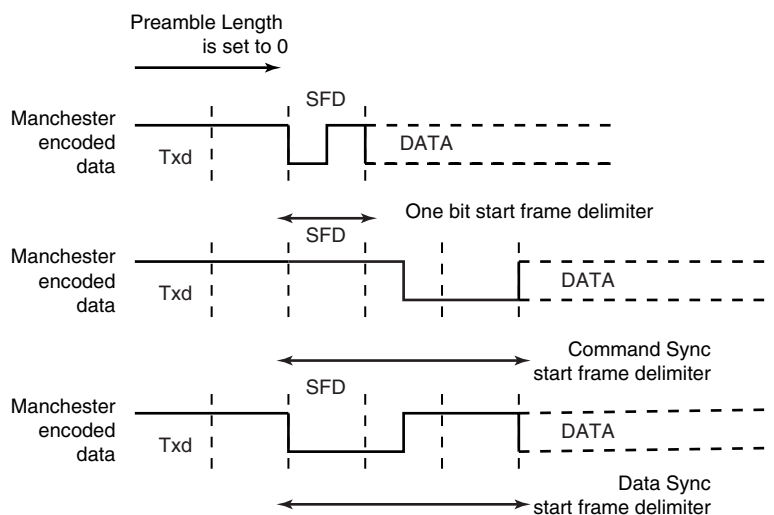 Preamble Length
is set to 0
SFD
Manchester
encoded
data
Txd
DATA
One bit start frame delimiter
SFD
Manchester
encoded
data
Txd
DATA
Command Sync
start frame delimiter
SFD
Manchester
encoded
data
Txd
DATA
Data Sync
start frame delimiter